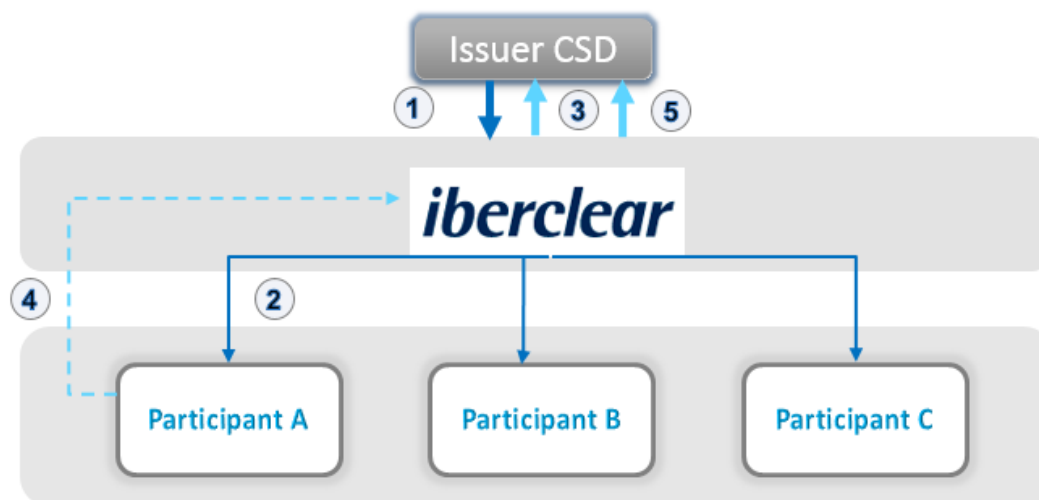 Issuer CSD
1
3
5
iberclear
4
2
Participant A
Participant B
Participant C